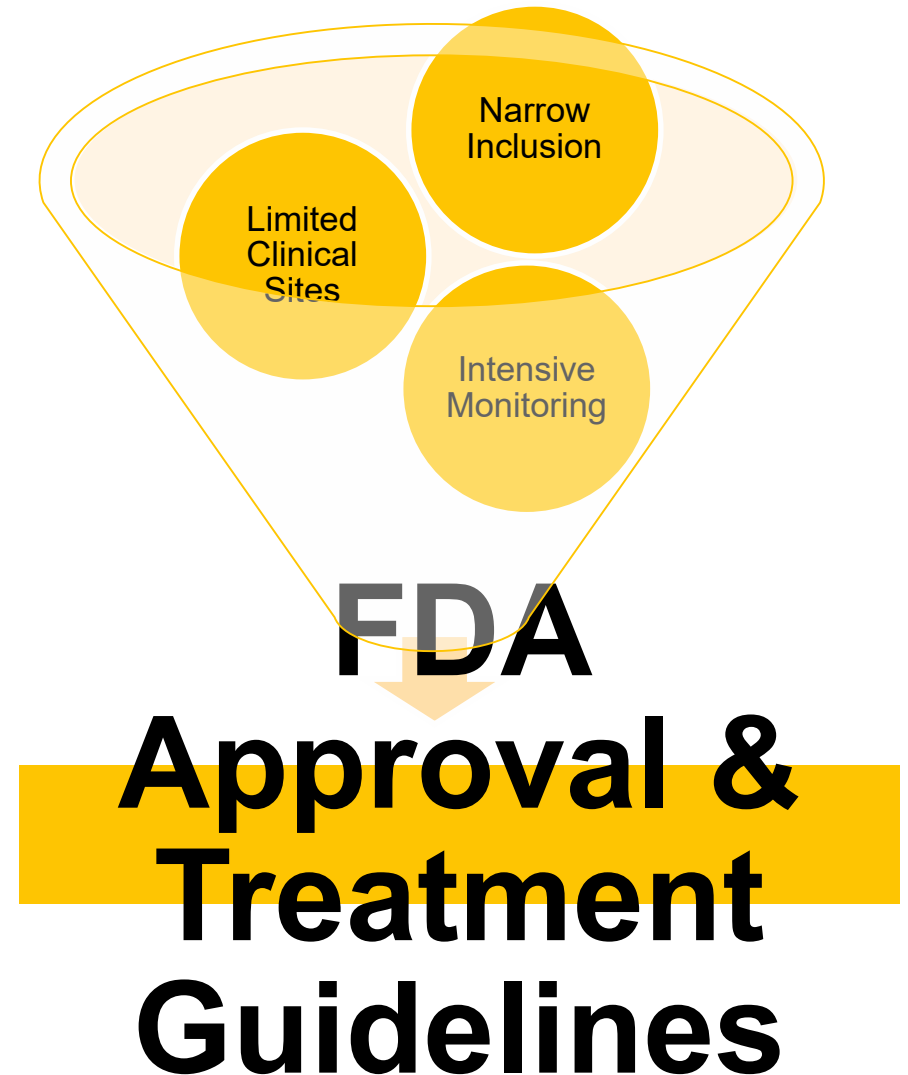 Narrow
Inclusion
Limited
Clinical
Sites
Intensive
Monitoring
FDA
Approval &
Treatment
Guidelines